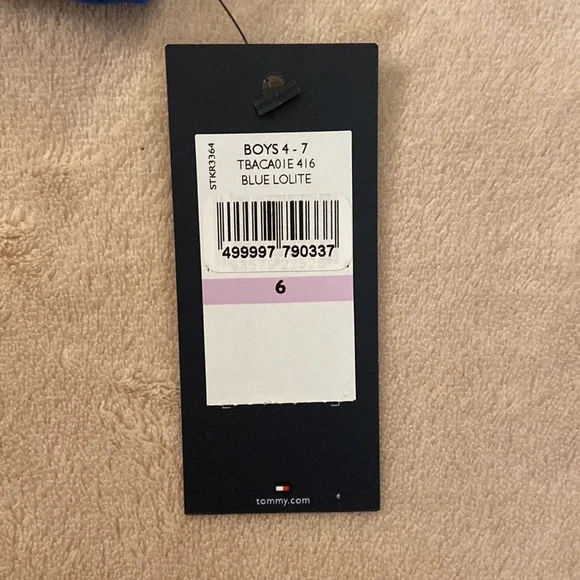 STKR3364
BOYS 4 - 7
TBACA01E 416
BLUE LOLITE
499997 790337
6
tommy.com